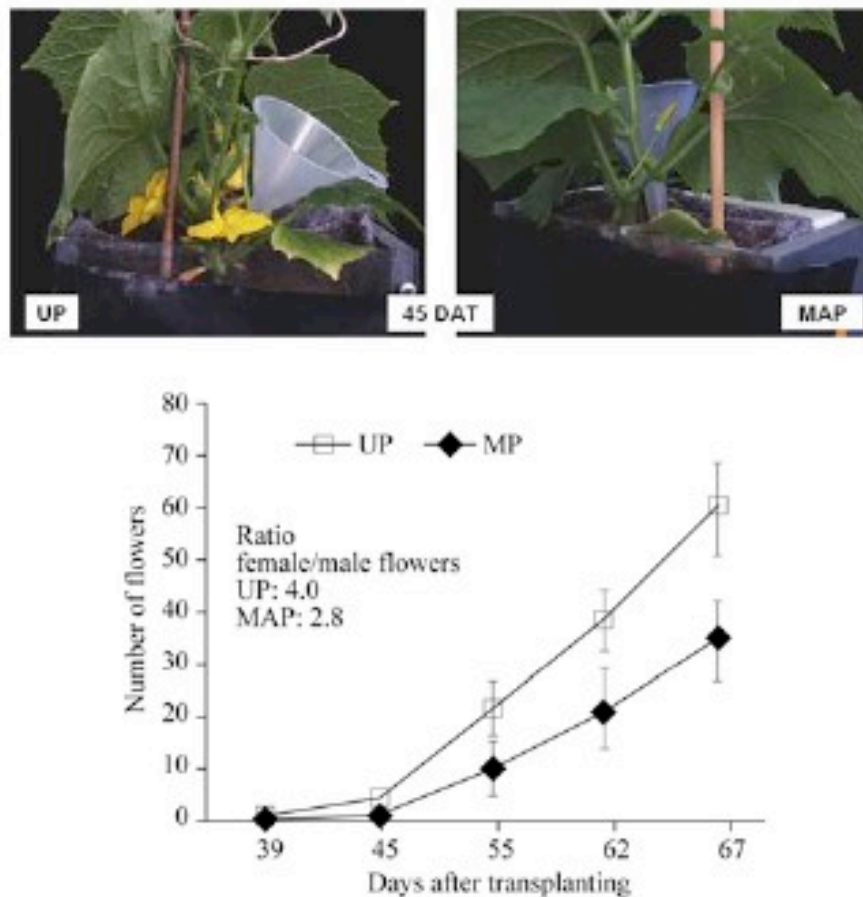 UP
45 DAT
MAP
80
70
60
50
40
30
20
10
0
Number of flowers
UP
MP
Ratio
female/male flowers
UP: 4.0
MAP: 2.8
39 45 55 62 67
Days after transplanting